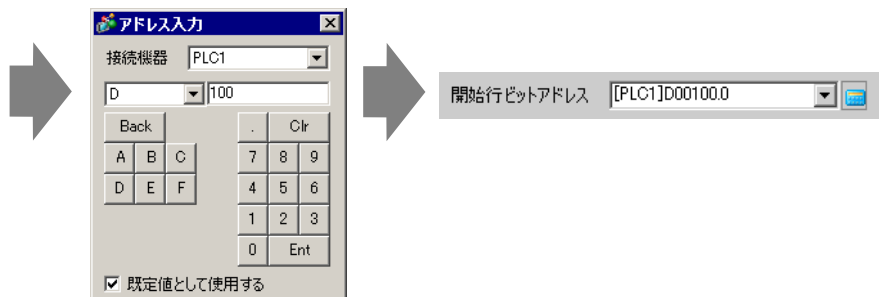 アドレス入力
接続機器 PLC1
D 100
Back . Clr
A B C 7 8 9
D E F 4 5 6
1 2 3
0 Ent
既定値として使用する
開始行ビットアドレス [PLC1]D00100.0